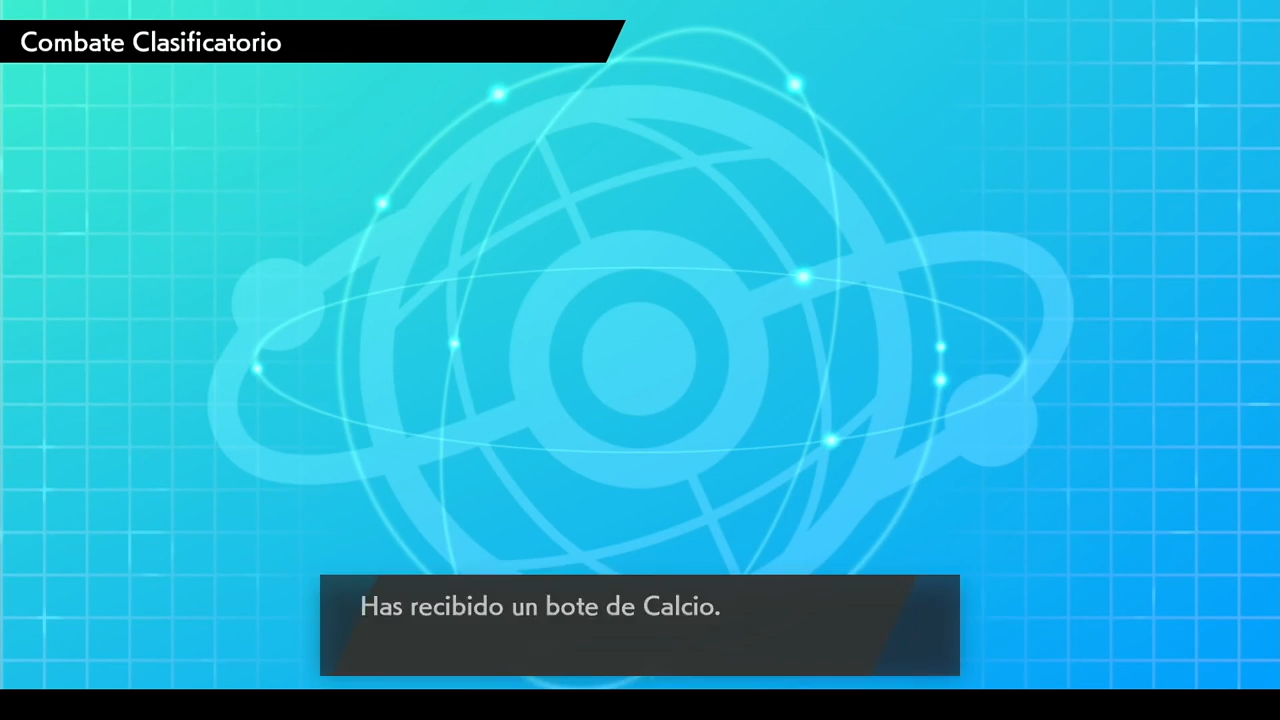 Combate Clasificatorio
Has recibido un bote de Calcio.